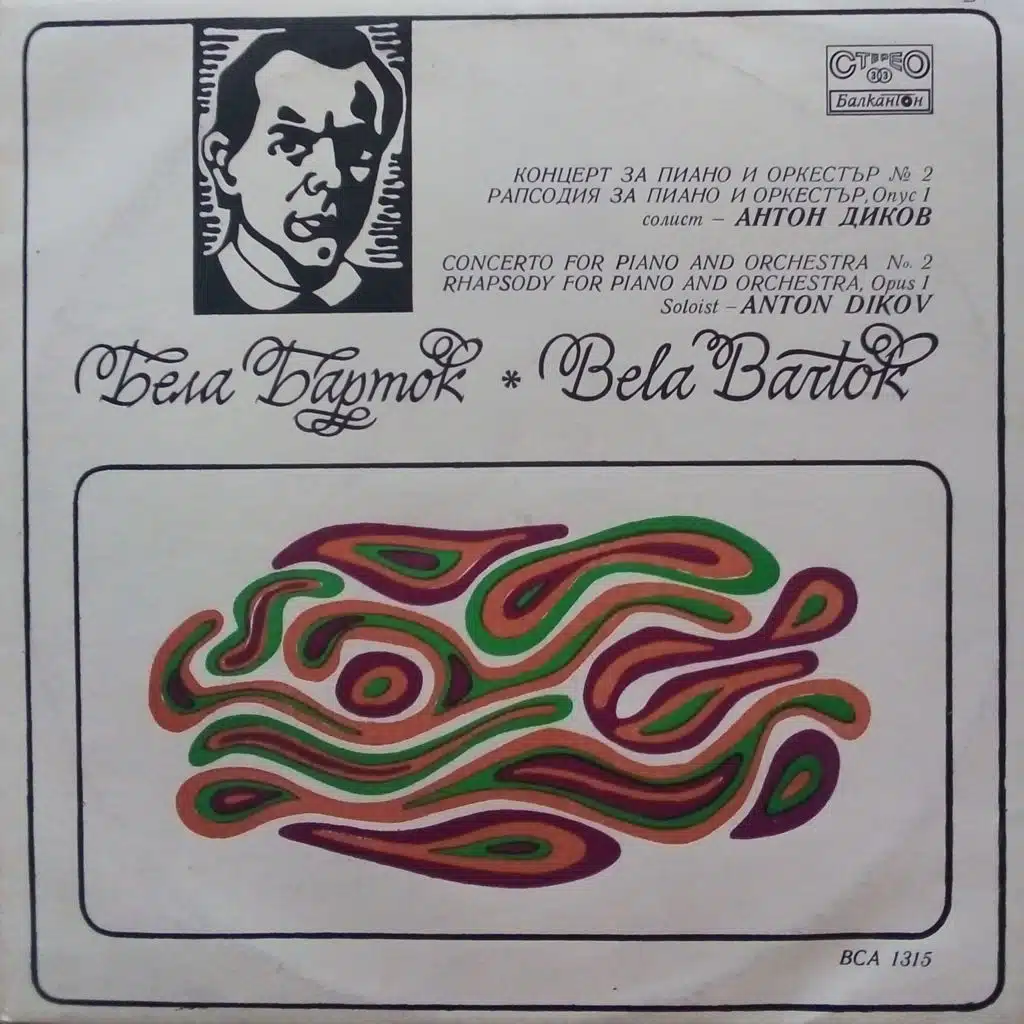 СТЕРЕО
33
Балкантон
КОНЦЕРТ ЗА ПИАНО И ОРКЕСТЪР № 2
РАПСОДИЯ ЗА ПИАНО И ОРКЕСТЪР, Опус 1
солист – АНТОН ДИКОВ
CONCERTO FOR PIANO AND ORCHESTRA No. 2
RHAPSODY FOR PIANO AND ORCHESTRA, Opus 1
Soloist – ANTON DIKOV
Бела Барток * Bela Bartok
ВСА 1315